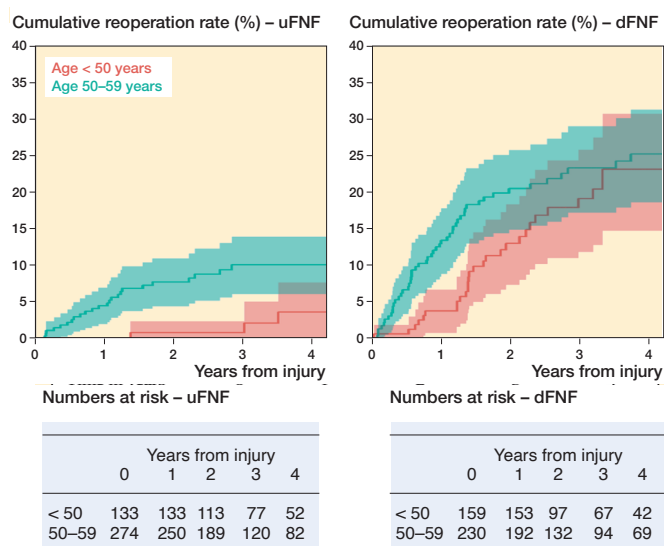 Cumulative reoperation rate (%) – uFNF
40
35
30
25
20
15
10
5
0
Age < 50 years
Age 50–59 years
0 1 2 3 4
Years from injury
Cumulative reoperation rate (%) – dFNF
40
35
30
25
20
15
10
5
0
0 1 2 3 4
Years from injury
Numbers at risk – uFNF
Years from injury
0 1 2 3 4
< 50 133 133 113 77 52
50–59 274 250 189 120 82
Numbers at risk – dFNF
Years from injury
0 1 2 3 4
< 50 159 153 97 67 42
50–59 230 192 132 94 69